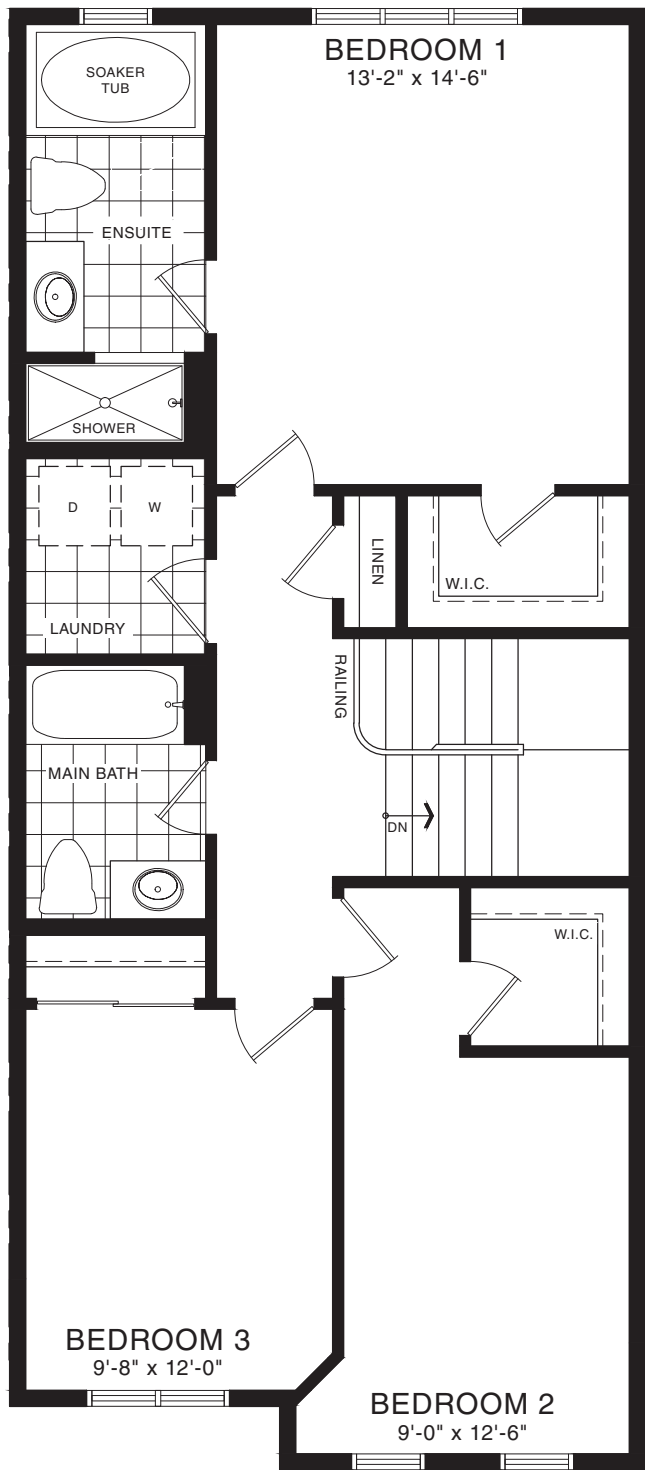 BEDROOM 1
13'-2" x 14'-6"
SOAKER
TUB
ENSUITE
SHOWER
D
W
LAUNDRY
LINEN
W.I.C.
RAILING
MAIN BATH
DN
W.I.C.
BEDROOM 3
9'-8" x 12'-0"
BEDROOM 2
9'-0" x 12'-6"